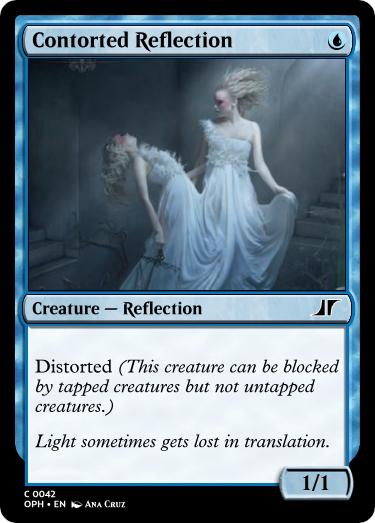 Contorted Reflection
Creature — Reflection
Distorted (This creature can be blocked
by tapped creatures but not untapped
creatures.)
Light sometimes gets lost in translation.
1/1
C 0042
OPH • EN Ana Cruz